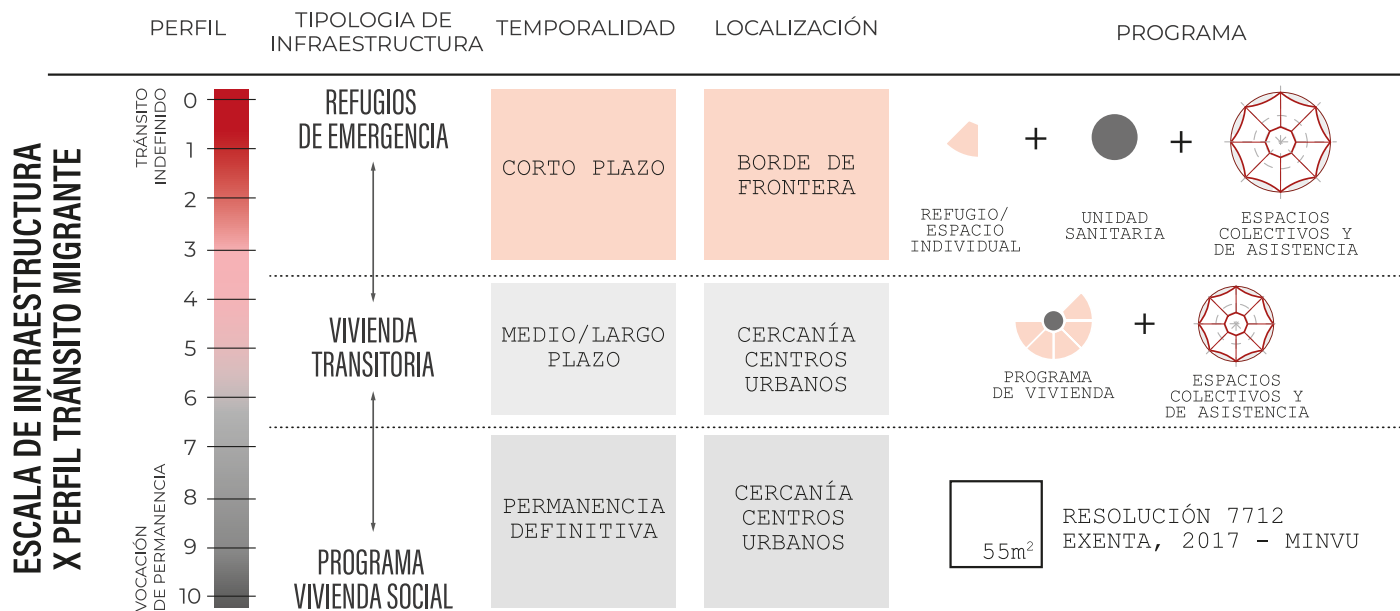 ESCALA DE INFRAESTRUCTURA
X PERFIL TRÁNSITO MIGRANTE
PERFIL
TIPOLOGIA DE
INFRAESTRUCTURA
TEMPORALIDAD
LOCALIZACIÓN
PROGRAMA
TRÁNSITO
INDEFINIDO
0
1
2
3
4
5
6
7
8
9
10
VOCACIÓN
DE PERMANENCIA
REFUGIOS
DE EMERGENCIA
CORTO PLAZO
BORDE DE
FRONTERA
+
+
REFUGIO/
ESPACIO
INDIVIDUAL
UNIDAD
SANITARIA
ESPACIOS
COLECTIVOS Y
DE ASISTENCIA
VIVIENDA
TRANSITORIA
MEDIO/LARGO
PLAZO
CERCANÍA
CENTROS
URBANOS
+
PROGRAMA
DE VIVIENDA
ESPACIOS
COLECTIVOS Y
DE ASISTENCIA
PROGRAMA
VIVIENDA SOCIAL
PERMANENCIA
DEFINITIVA
CERCANÍA
CENTROS
URBANOS
55m²
RESOLUCIÓN 7712
EXENTA, 2017 - MINVU